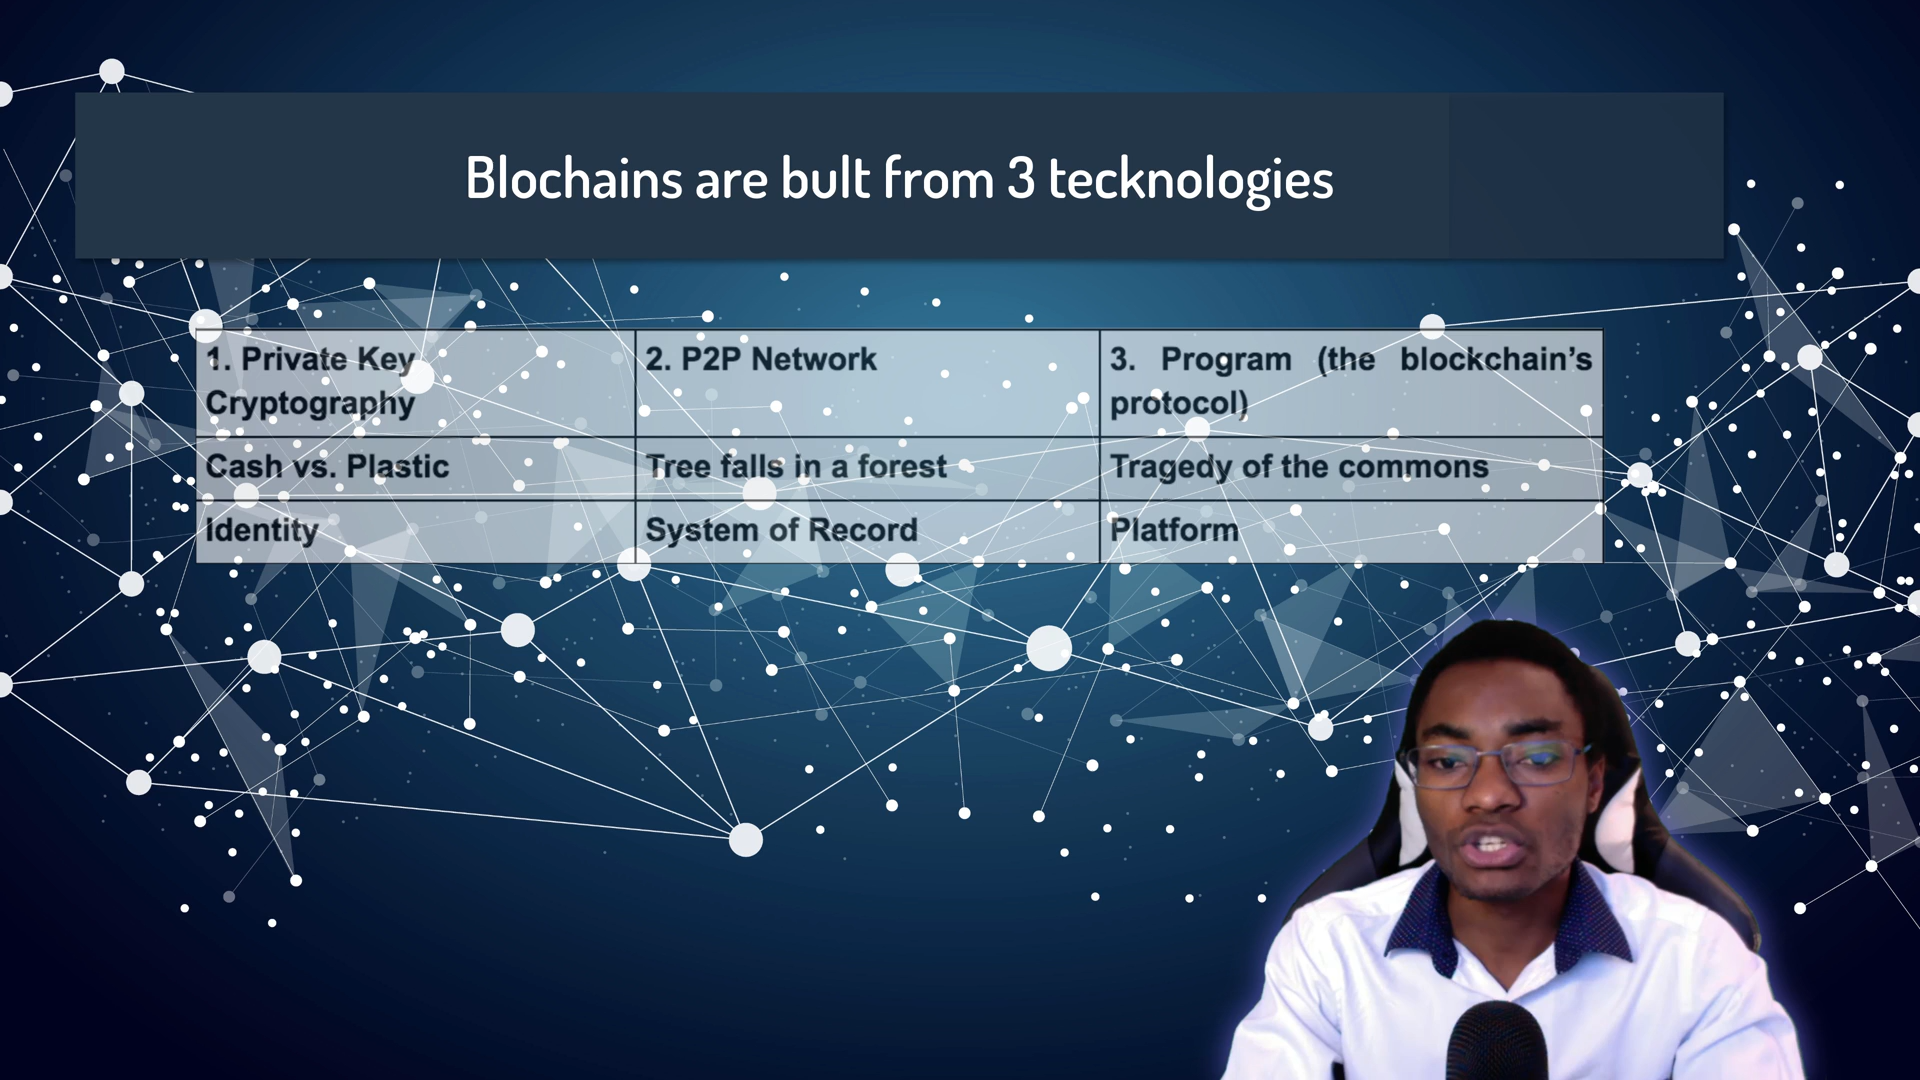 Blochains are bult from 3 tecknologies
1. Private Key
Cryptography
2. P2P Network
3. Program (the blockchain’s
protocol)
Cash vs. Plastic
Tree falls in a forest
Tragedy of the commons
Identity
System of Record
Platform